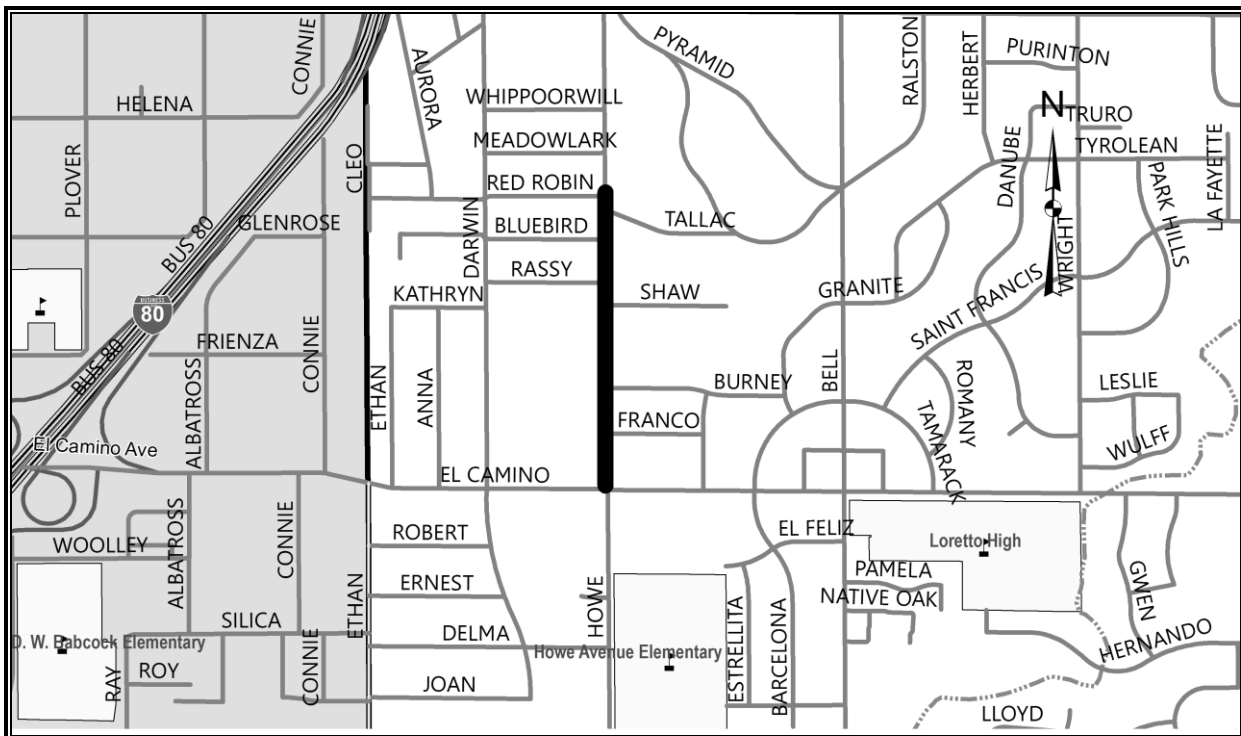 CONNIE
PYRAMID
RALSTON
HERBERT
PURINTON
AURORA
HELENA
WHIPPOORWILL
N
TRURO
MEADOWLARK
TYROLEAN
CLEO
DANUBE
PLOVER
RED ROBIN
PARK HILLS
LA FAYETTE
GLENROSE
BLUEBIRD
TALLAC
BUS 80
DARWIN
WRIGHT
RASSY
KATHRYN
SHAW
GRANITE
SAINT FRANCIS
BUSINESS
80
FRIENZA
BUS 80
ALBATROSS
CONNIE
ETHAN
ANNA
BURNEY
BELL
ROMANY
LESLIE
FRANCO
TAMARACK
WULFF
El Camino Ave
EL CAMINO
ALBATROSS
CONNIE
ROBERT
EL FELIZ
Loretto High
WOOLLEY
PAMELA
ERNEST
NATIVE OAK
GWEN
ETHAN
HOWE
SILICA
DELMA
HERNANDO
D. W. Babcock Elementary
Howe Avenue Elementary
ESTRELLITA
BARCELONA
RAY
ROY
CONNIE
JOAN
LLOYD